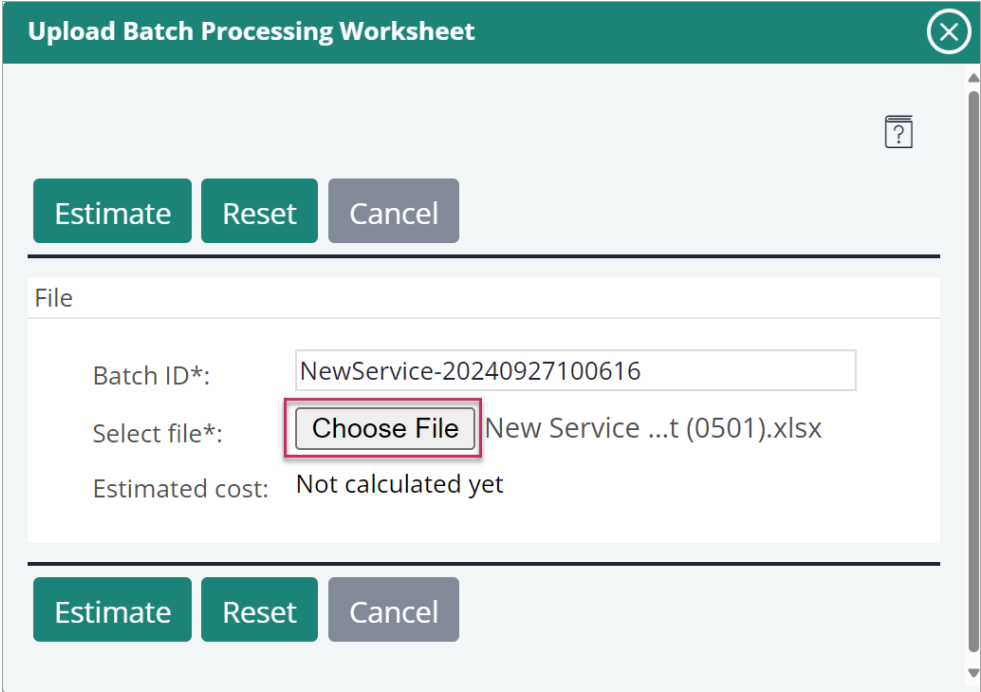 Upload Batch Processing Worksheet
?
Estimate Reset Cancel
File
Batch ID*: NewService-20240927100616
Select file*: Choose File New Service ...t (0501).xlsx
Estimated cost: Not calculated yet
Estimate Reset Cancel